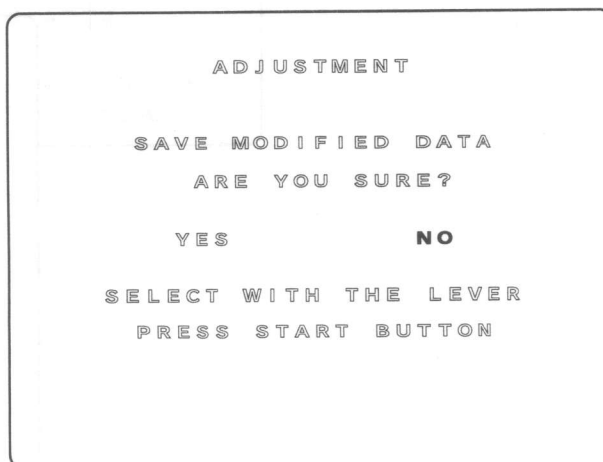 ADJUSTMENT
SAVE MODIFIED DATA
ARE YOU SURE?
YES NO
SELECT WITH THE LEVER
PRESS START BUTTON